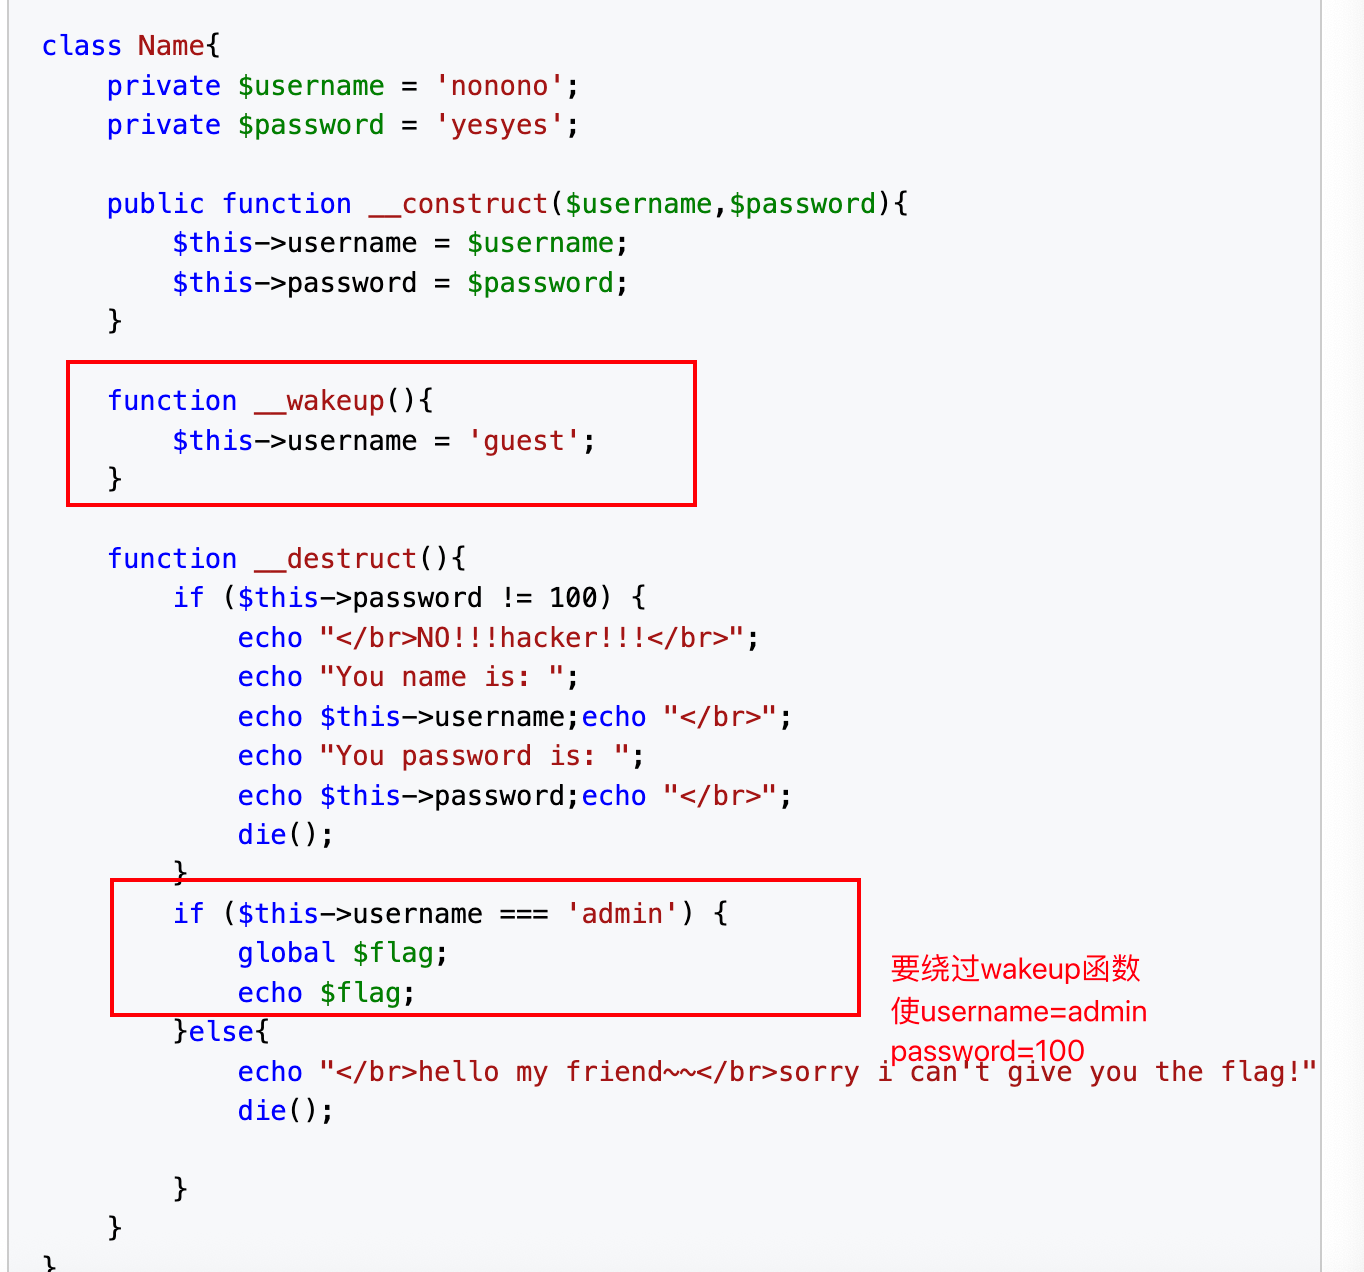 class Name{
    private $username = 'nonono';
    private $password = 'yesyes';
    public function __construct($username,$password){
        $this->username = $username;
        $this->password = $password;
    }
    function __wakeup(){
        $this->username = 'guest';
    }
    function __destruct(){
        if ($this->password != 100) {
            echo "</br>NO!!!hacker!!!</br>";
            echo "You name is: ";
            echo $this->username;echo "</br>";
            echo "You password is: ";
            echo $this->password;echo "</br>";
            die();
        }
        if ($this->username === 'admin') {
            global $flag;
            echo $flag;
        }else{
            echo "</br>hello my friend~~</br>sorry i can't give you the flag!"
            die();
        }
    }
}
要绕过wakeup函数
使username=admin
password=100